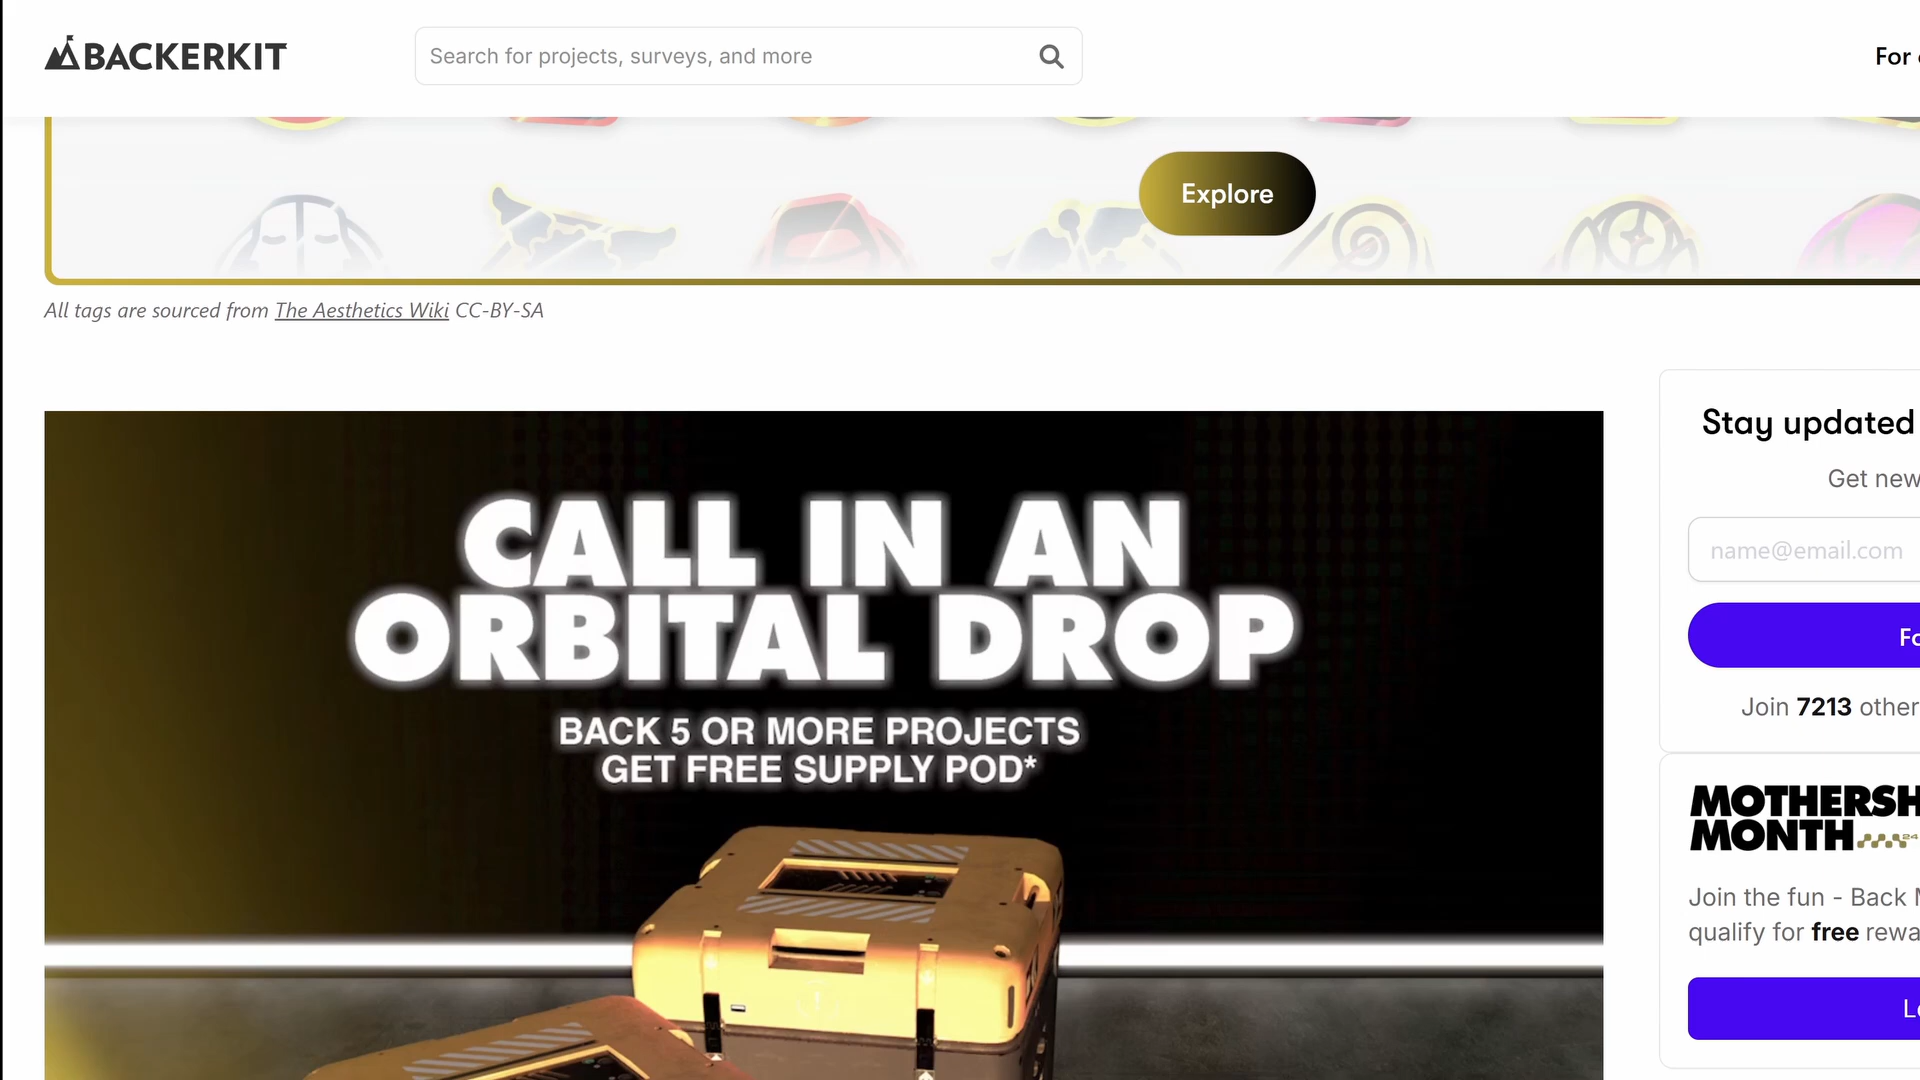 BACKERKIT
Search for projects, surveys, and more
For
Explore
All tags are sourced from The Aesthetics Wiki CC-BY-SA
CALL IN AN
ORBITAL DROP
BACK 5 OR MORE PROJECTS
GET FREE SUPPLY POD*
Stay updated
Get new
name@email.com
Fo
Join 7213 other
MOTHERSH
MONTH 24
Join the fun - Back M
qualify for free rewa